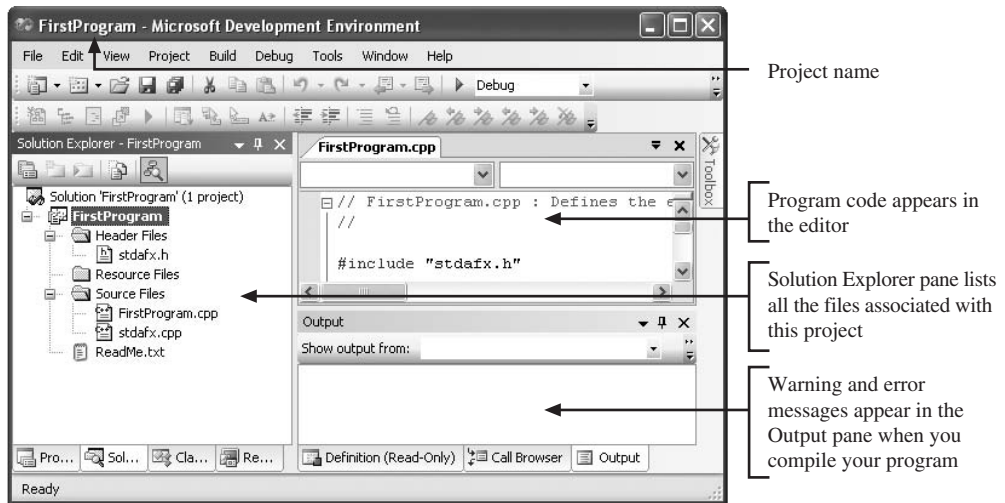 FirstProgram - Microsoft Development Environment
File Edit View Project Build Debug Tools Window Help
Debug
Solution Explorer - FirstProgram
Solution 'FirstProgram' (1 project)
FirstProgram
Header Files
stdafx.h
Resource Files
Source Files
FirstProgram.cpp
stdafx.cpp
ReadMe.txt
Pro... Sol... Cla... Re...
FirstProgram.cpp
// FirstProgram.cpp : Defines the e
//
#include "stdafx.h"
Toolbox
Output
Show output from:
Definition (Read-Only) Call Browser Output
Ready
Project name
Program code appears in
the editor
Solution Explorer pane lists
all the files associated with
this project
Warning and error
messages appear in the
Output pane when you
compile your program